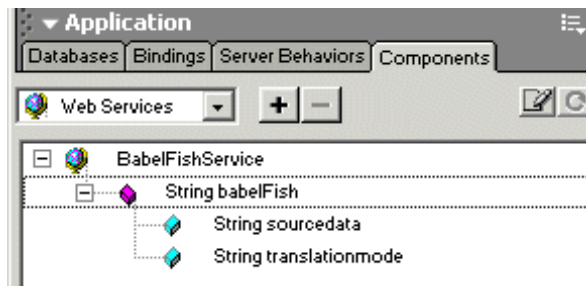 Application
Databases Bindings Server Behaviors Components
Web Services
BabelFishService
String babelFish
String sourcedata
String translationmode